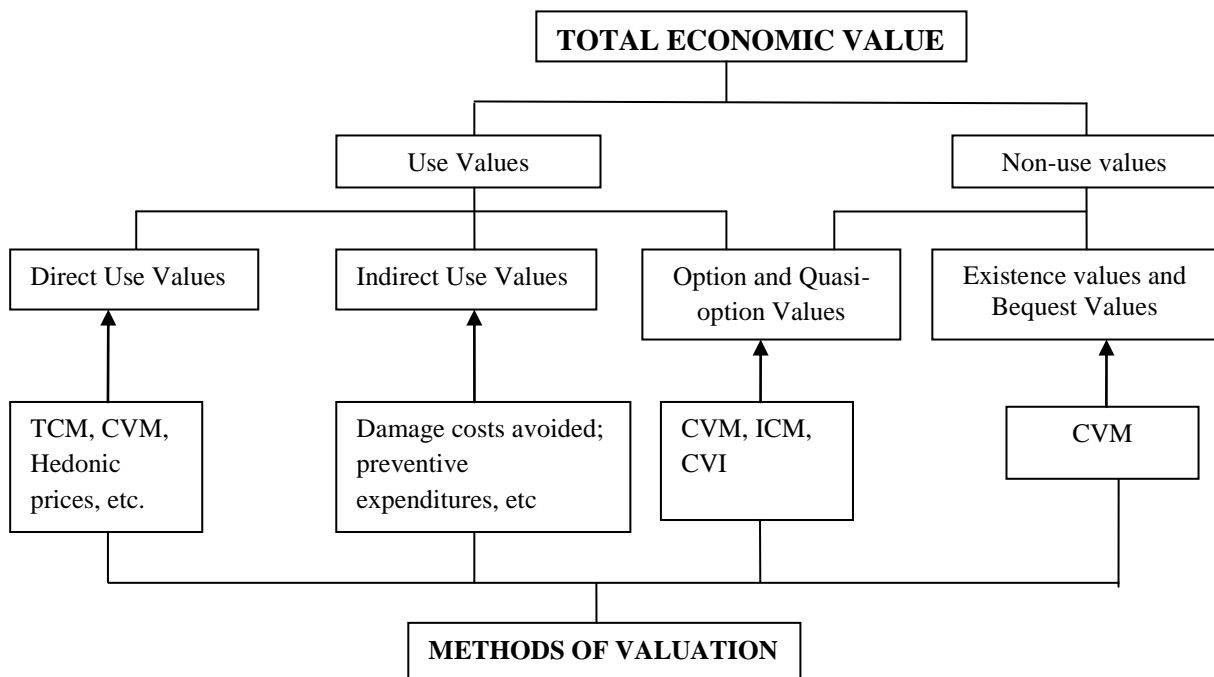 TOTAL ECONOMIC VALUE
Use Values
Non-use values
Direct Use Values
Indirect Use Values
Option and Quasi-
option Values
Existence values and
Bequest Values
TCM, CVM,
Hedonic
prices, etc.
Damage costs avoided;
preventive
expenditures, etc
CVM, ICM,
CVI
CVM
METHODS OF VALUATION